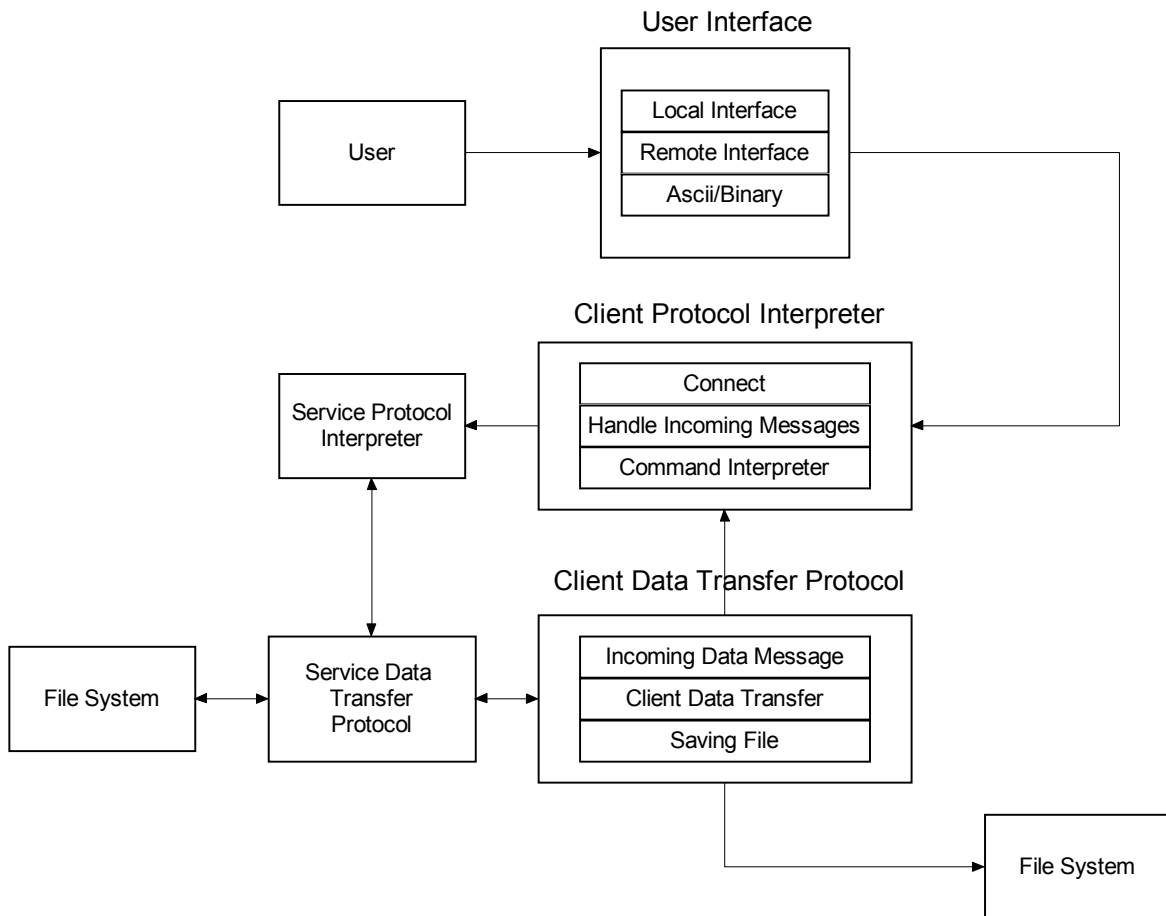 User Interface
Local Interface
User
Remote Interface
Ascii/Binary
Client Protocol Interpreter
Connect
Service Protocol
Interpreter
Handle Incoming Messages
Command Interpreter
Client Data Transfer Protocol
Incoming Data Message
File System
Service Data
Transfer
Protocol
Client Data Transfer
Saving File
File System